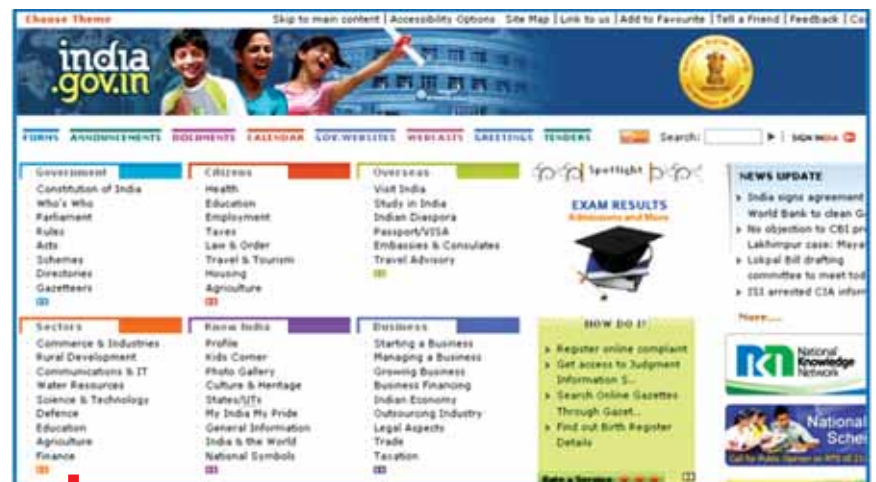 Choose Theme
Skip to main content | Accessibility Options Site Map | Link to us | Add to Favourite | Tell a Friend | Feedback | Co
india
.gov.in
FORMS ANNOUNCEMENTS DOCUMENTS CALENDAR GOV.WEBSITES WEBCASTS GREETINGS TENDERS Search: SIGN IN
Government
Constitution of India
Who's Who
Parliament
Rules
Acts
Schemes
Directories
Gazetteers
Citizens
Health
Education
Employment
Taxes
Law & Order
Travel & Tourism
Housing
Agriculture
Overseas
Visit India
Study in India
Indian Diaspora
Passport/VISA
Embassies & Consulates
Travel Advisory
Spotlight
EXAM RESULTS
Admissions and More
NEWS UPDATE
India signs agreement
World Bank to clean G
No objection to CBI pr
Lakhimpur case: Maya
Lokpal Bill drafting
committee to meet tod
ISI arrested CIA inform
More....
Sectors
Commerce & Industries
Rural Development
Communications & IT
Water Resources
Science & Technology
Defence
Education
Agriculture
Finance
Know India
Profile
Kids Corner
Photo Gallery
Culture & Heritage
States/UTs
My India My Pride
General Information
India & the World
National Symbols
Business
Starting a Business
Managing a Business
Growing Business
Business Financing
Indian Economy
Outsourcing Industry
Legal Aspects
Trade
Taxation
HOW DO I?
Register online complaint
Get access to Judgment
Information S...
Search Online Gazettes
Through Gazet..
Find out Birth Register
Details
Rate a Service
National
Knowledge
Network
National
Sche